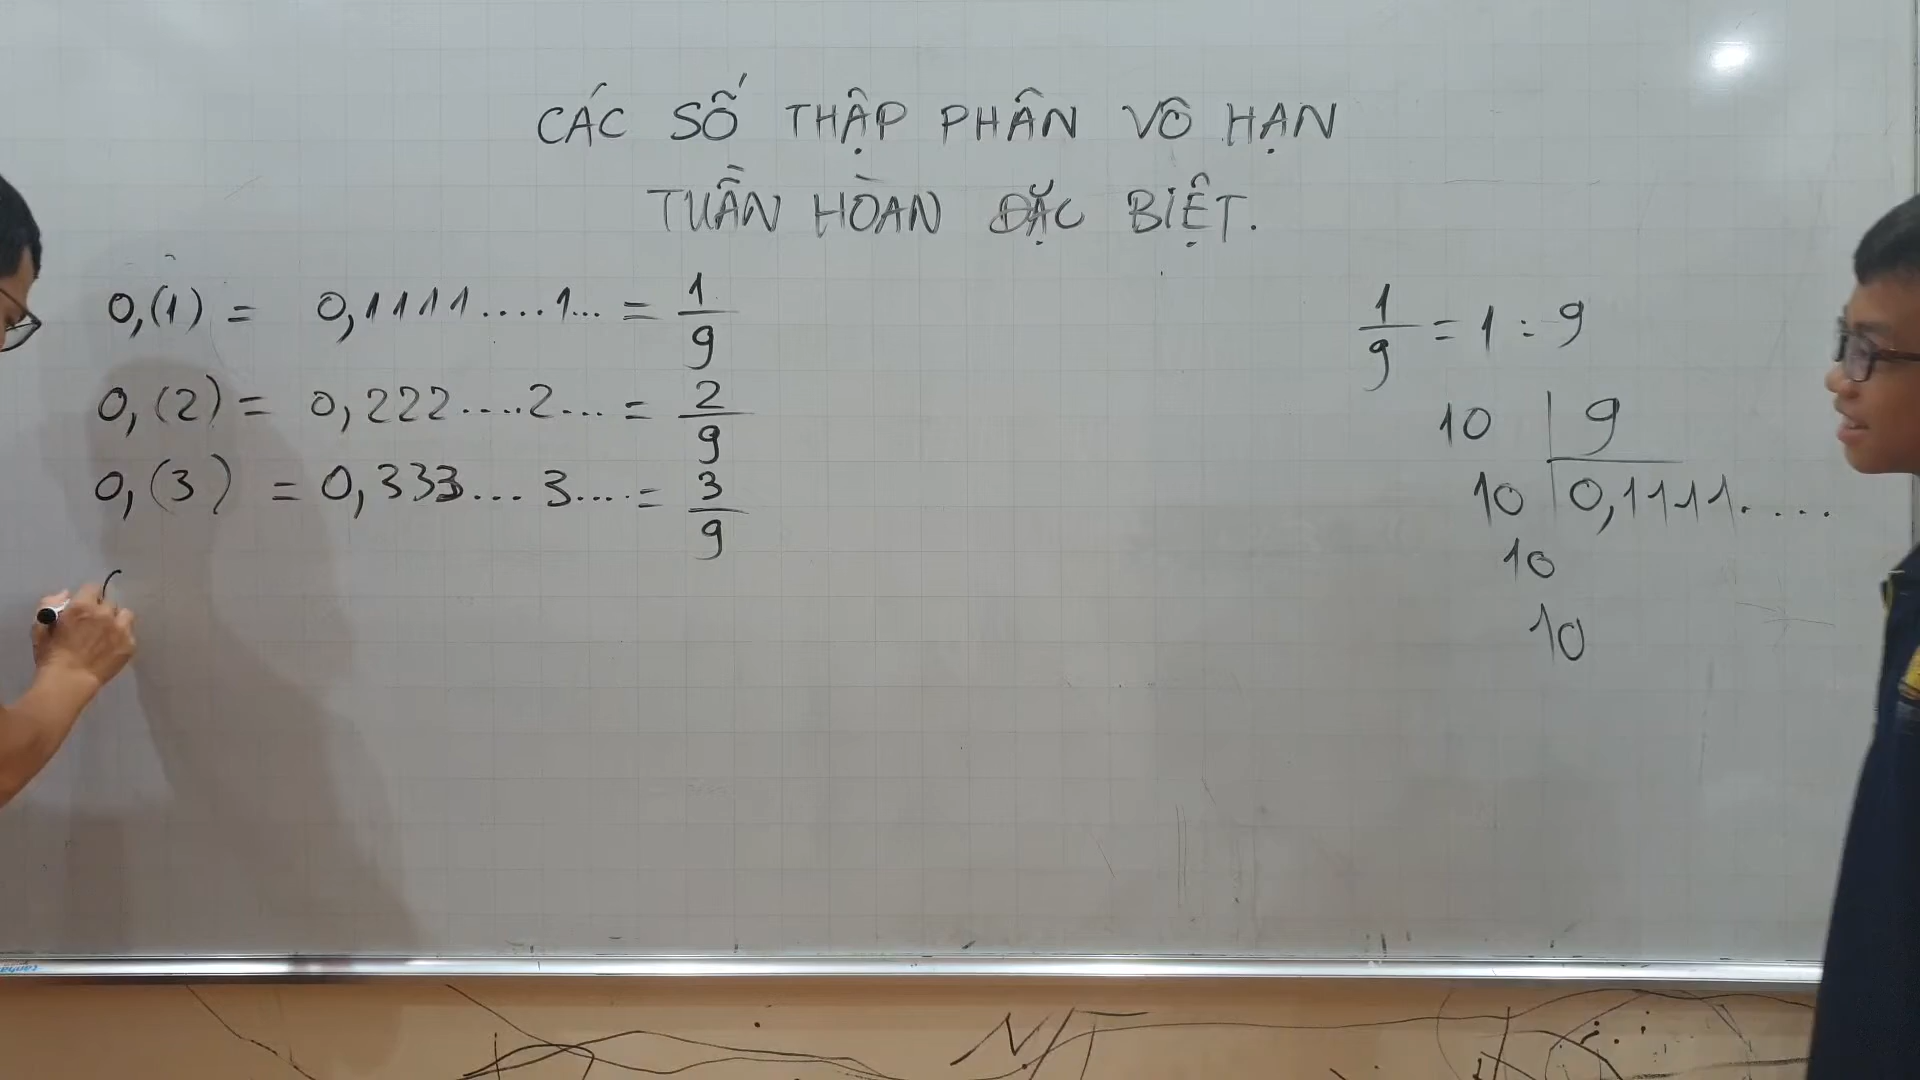 CÁC SỐ THẬP PHÂN VÔ HẠN
TUẦN HOÀN ĐẶC BIỆT.
0,(1) = 0,1111....1... = 1/9
0,(2) = 0,222....2... = 2/9
0,(3) = 0,333...3.... = 3/9
1/9 = 1 : 9
10 | 9
10 | 0,1111.....
10
10
NT